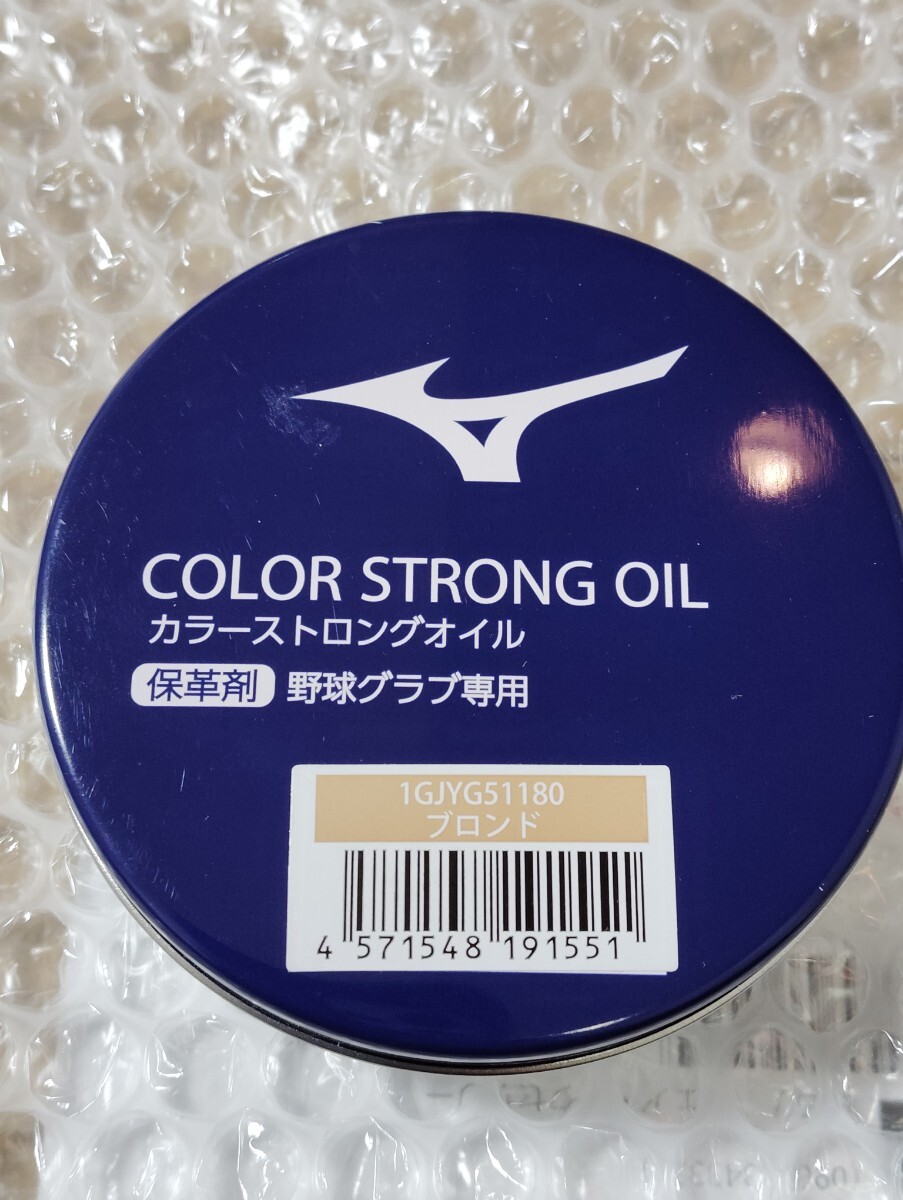 COLOR STRONG OIL
カラーストロングオイル
保革剤 野球グラブ専用
1GJYG51180
ブロンド
4 571548 191551